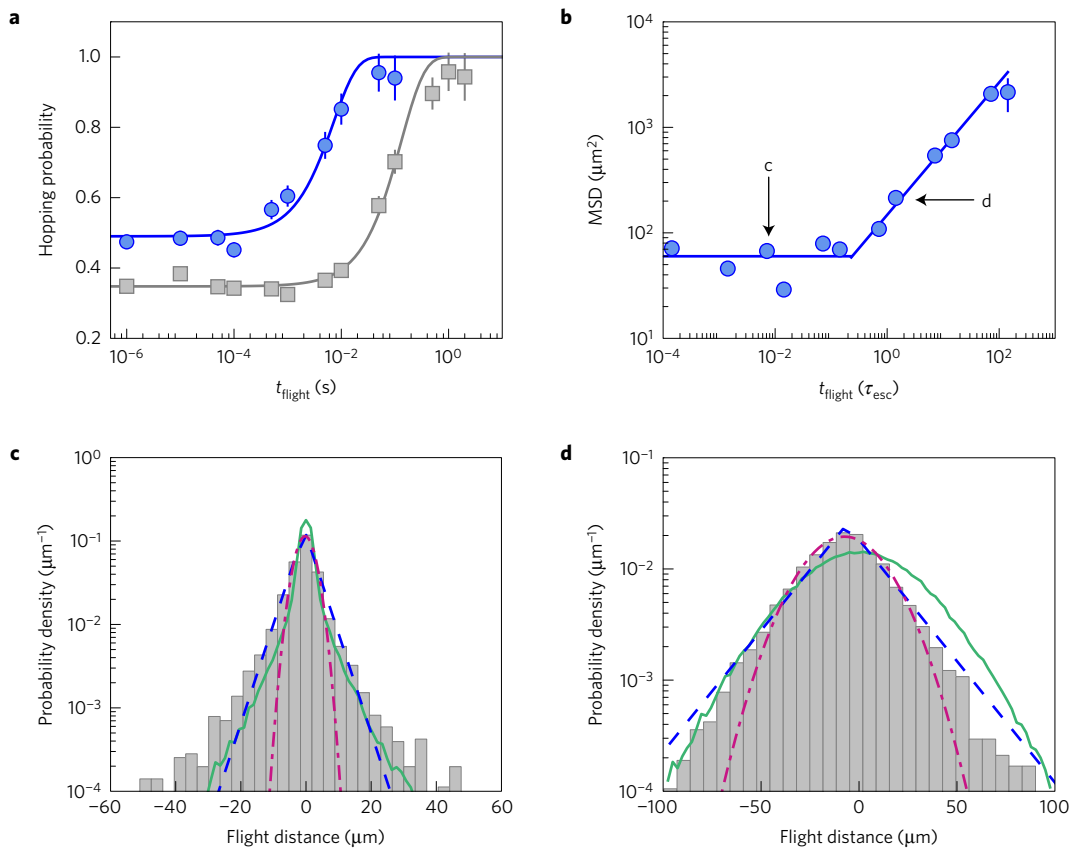 a
1.0
0.8
0.6
0.4
0.2
Hopping probability
10⁻⁶
10⁻⁴
10⁻²
10⁰
t_flight (s)
b
10⁴
10³
10²
10¹
MSD (μm²)
c
d
10⁻⁴
10⁻²
10⁰
10²
t_flight (τ_esc)
c
10⁰
10⁻¹
10⁻²
10⁻³
10⁻⁴
Probability density (μm⁻¹)
−60
−40
−20
0
20
40
60
Flight distance (μm)
d
10⁻¹
10⁻²
10⁻³
10⁻⁴
Probability density (μm⁻¹)
−100
−50
0
50
100
Flight distance (μm)